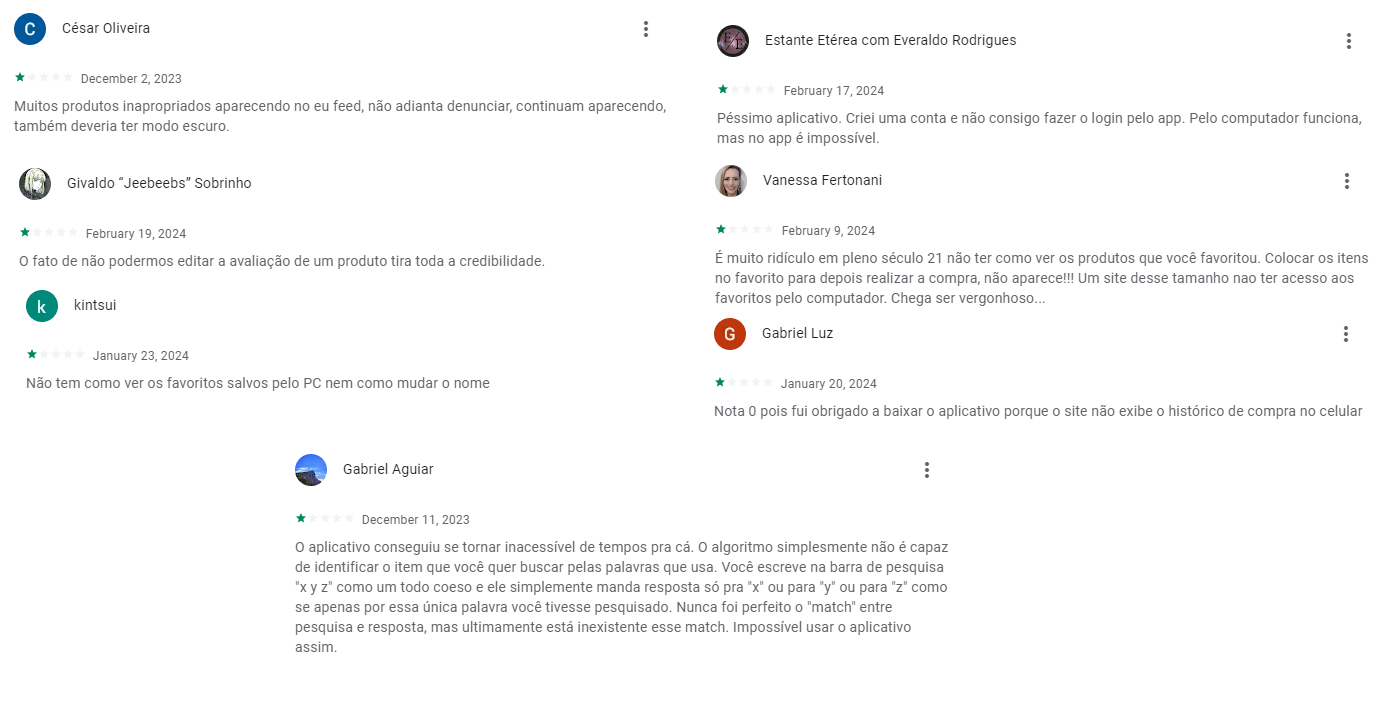 César Oliveira
December 2, 2023
Muitos produtos inapropriados aparecendo no eu feed, não adianta denunciar, continuam aparecendo,
também deveria ter modo escuro.
Givaldo “Jeebeebs” Sobrinho
February 19, 2024
O fato de não podermos editar a avaliação de um produto tira toda a credibilidade.
k
kintsui
January 23, 2024
Não tem como ver os favoritos salvos pelo PC nem como mudar o nome
Estante Etérea com Everaldo Rodrigues
February 17, 2024
Péssimo aplicativo. Criei uma conta e não consigo fazer o login pelo app. Pelo computador funciona,
mas no app é impossível.
Vanessa Fertonani
February 9, 2024
É muito ridículo em pleno século 21 não ter como ver os produtos que você favoritou. Colocar os itens
no favorito para depois realizar a compra, não aparece!!! Um site desse tamanho nao ter acesso aos
favoritos pelo computador. Chega ser vergonhoso...
G
Gabriel Luz
January 20, 2024
Nota 0 pois fui obrigado a baixar o aplicativo porque o site não exibe o histórico de compra no celular
Gabriel Aguiar
December 11, 2023
O aplicativo conseguiu se tornar inacessível de tempos pra cá. O algoritmo simplesmente não é capaz
de identificar o item que você quer buscar pelas palavras que usa. Você escreve na barra de pesquisa
"x y z" como um todo coeso e ele simplemente manda resposta só pra "x" ou para "y" ou para "z" como
se apenas por essa única palavra você tivesse pesquisado. Nunca foi perfeito o "match" entre
pesquisa e resposta, mas ultimamente está inexistente esse match. Impossível usar o aplicativo
assim.